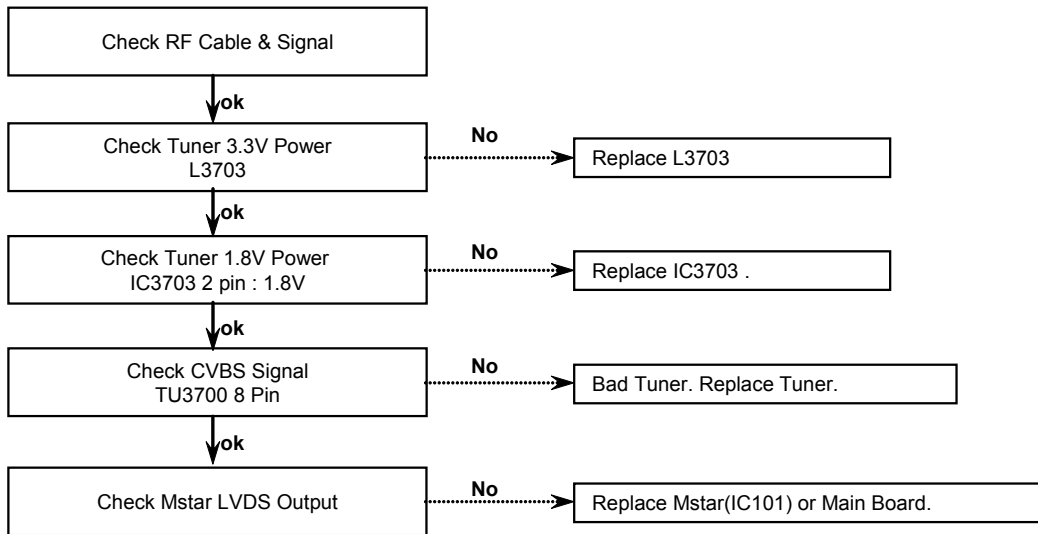 Check RF Cable & Signal
ok
Check Tuner 3.3V Power
L3703
No
Replace L3703
ok
Check Tuner 1.8V Power
IC3703 2 pin : 1.8V
No
Replace IC3703 .
ok
Check CVBS Signal
TU3700 8 Pin
No
Bad Tuner. Replace Tuner.
ok
Check Mstar LVDS Output
No
Replace Mstar(IC101) or Main Board.